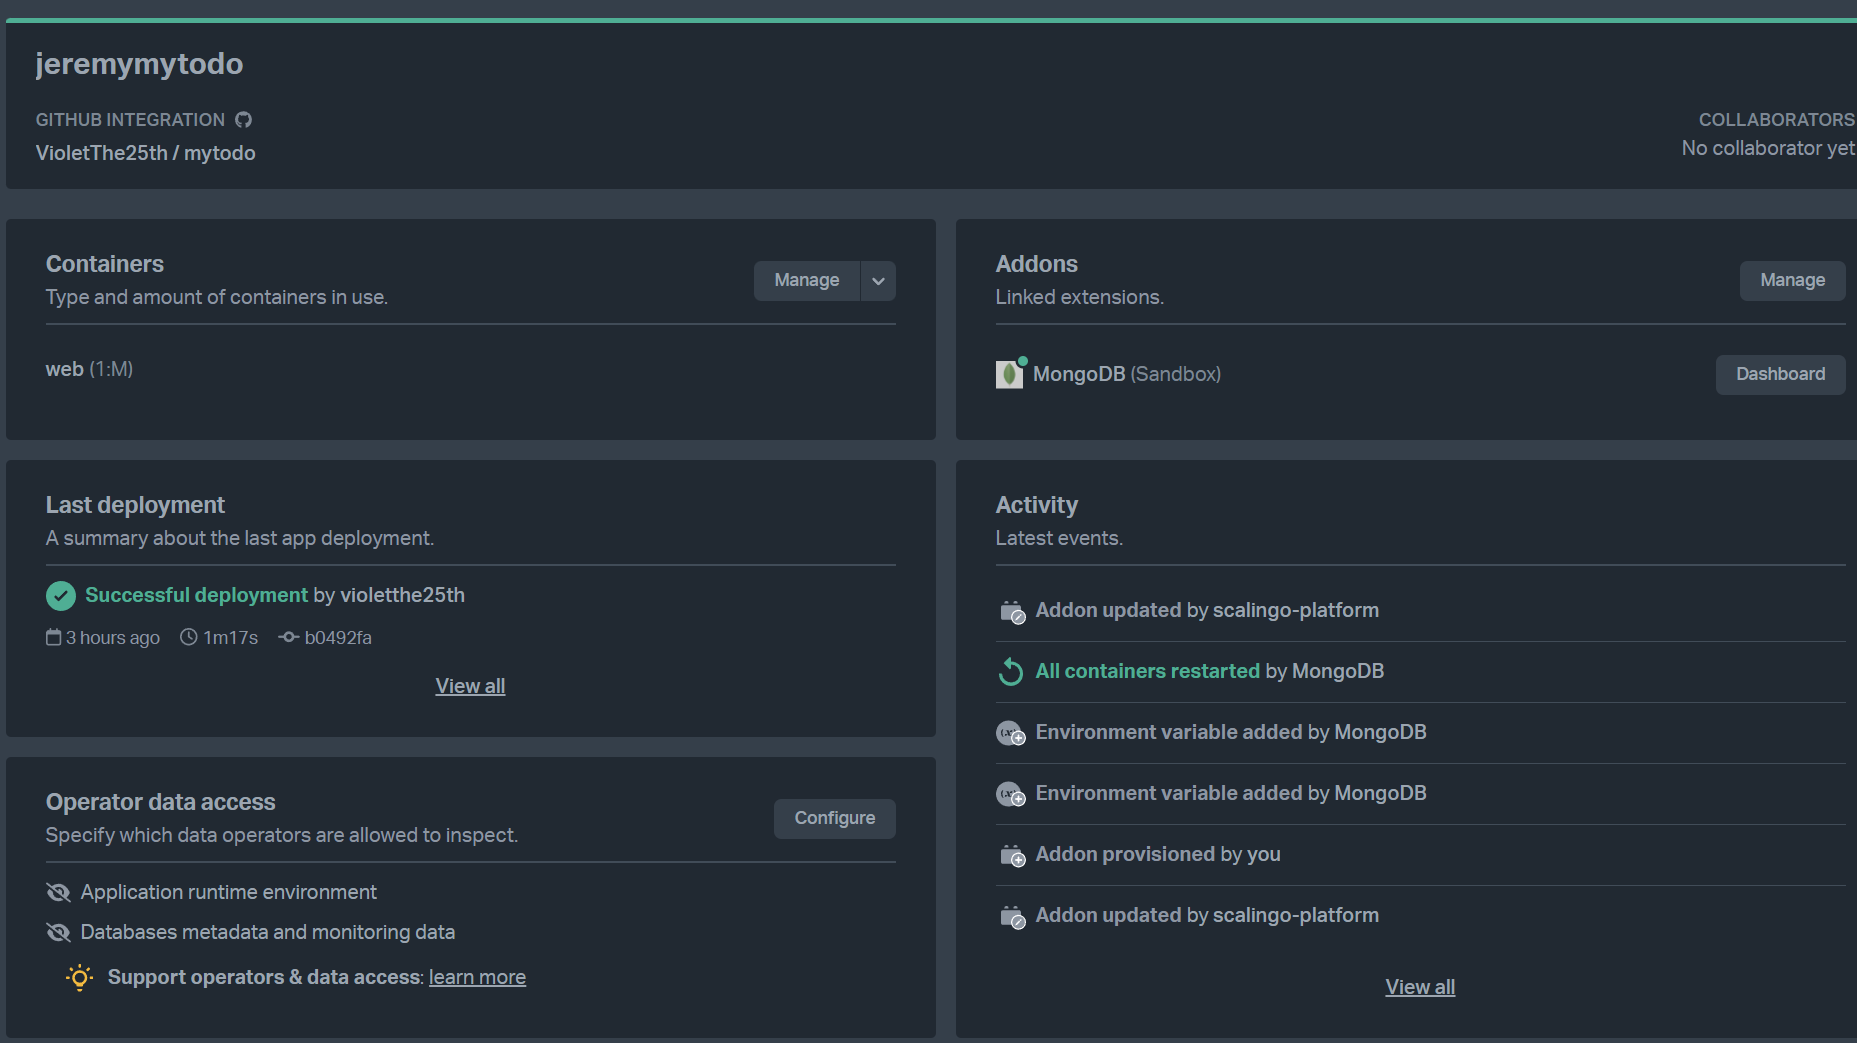 jeremymytodo
GITHUB INTEGRATION
VioletThe25th / mytodo
COLLABORATORS
No collaborator yet
Containers
Type and amount of containers in use.
Manage
web (1:M)
Addons
Linked extensions.
Manage
MongoDB (Sandbox)
Dashboard
Last deployment
A summary about the last app deployment.
Successful deployment by violetthe25th
3 hours ago 1m17s b0492fa
View all
Operator data access
Specify which data operators are allowed to inspect.
Configure
Application runtime environment
Databases metadata and monitoring data
Support operators & data access: learn more
Activity
Latest events.
Addon updated by scalingo-platform
All containers restarted by MongoDB
Environment variable added by MongoDB
Environment variable added by MongoDB
Addon provisioned by you
Addon updated by scalingo-platform
View all